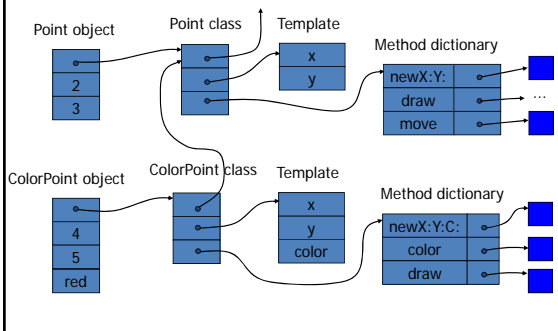 Point object
Point class
Template
2
3
x
y
Method dictionary
newX:Y:
draw
move
...
ColorPoint object
ColorPoint class
Template
4
5
red
x
y
color
Method dictionary
newX:Y:C:
color
draw